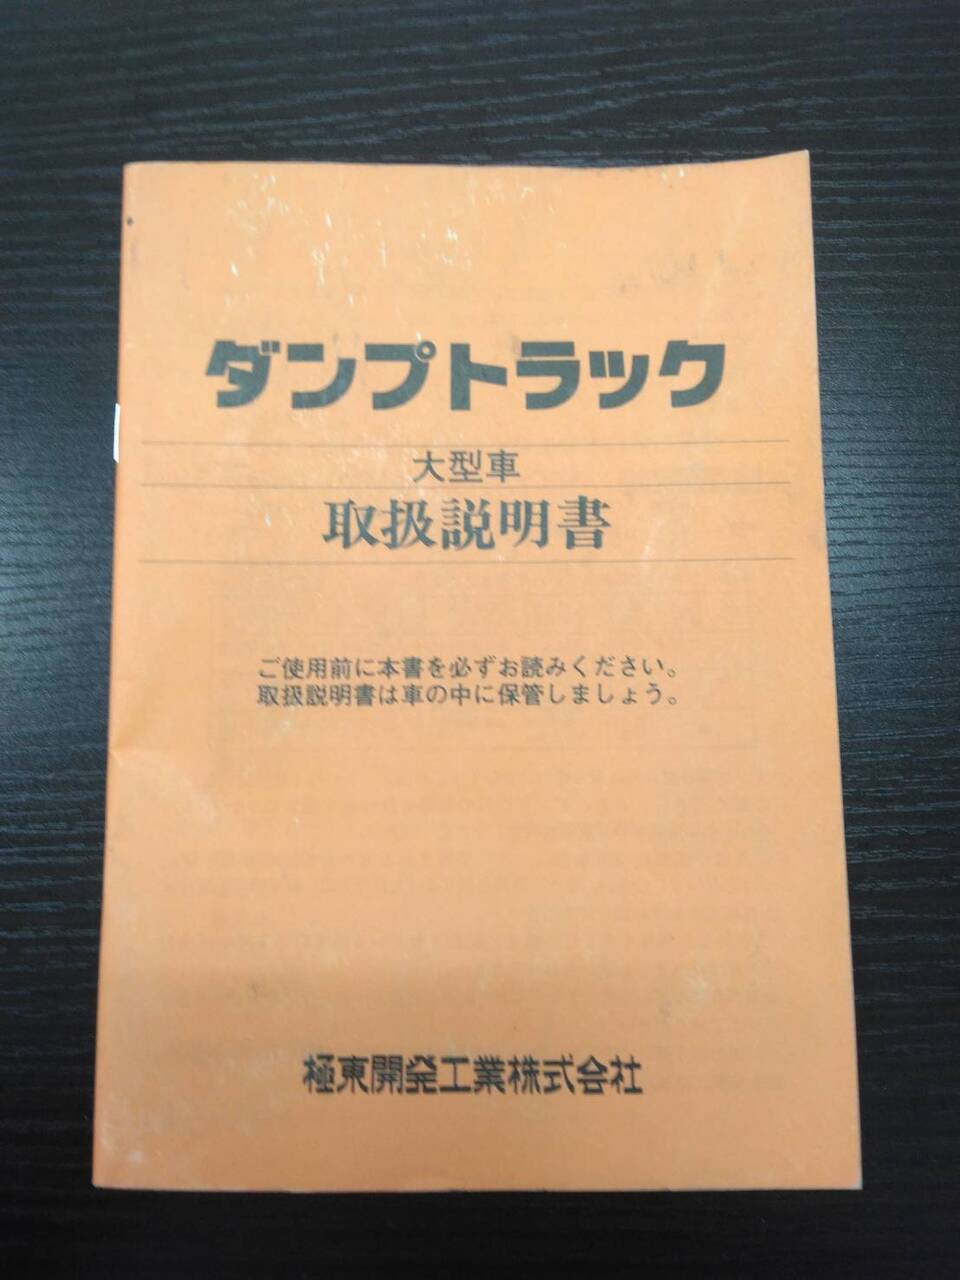 ダンプトラック
大型車
取扱説明書
ご使用前に本書を必ずお読みください。
取扱説明書は車の中に保管しましょう。
極東開発工業株式会社